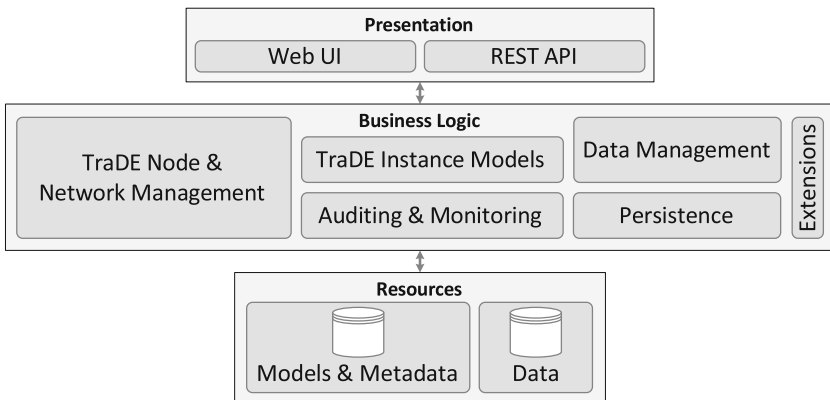 Presentation
Web UI
REST API
Business Logic
TraDE Node &
Network Management
TraDE Instance Models
Auditing & Monitoring
Data Management
Persistence
Extensions
Resources
Models & Metadata
Data